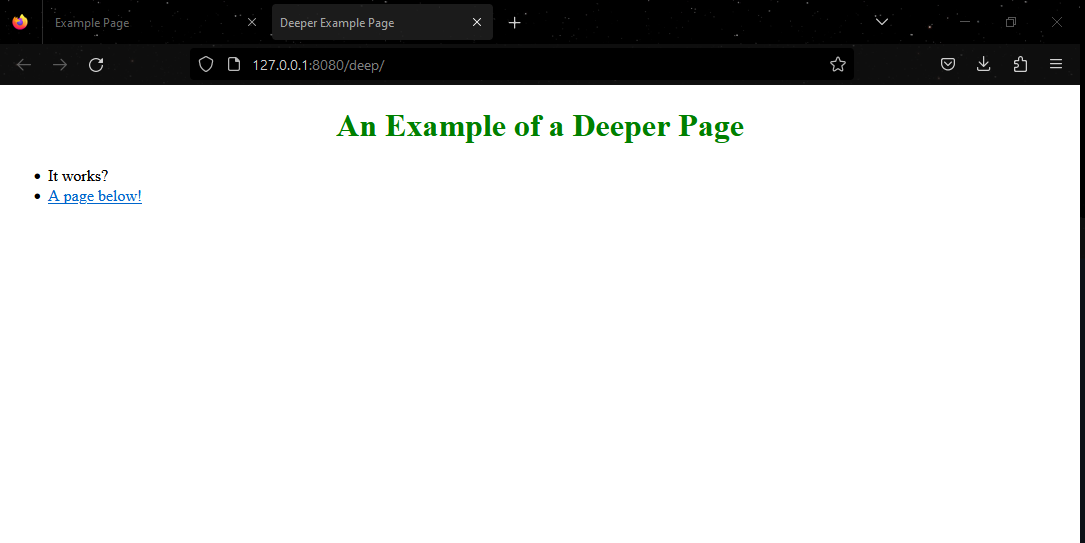 Example Page
Deeper Example Page
127.0.0.1:8080/deep/
An Example of a Deeper Page
It works?
A page below!